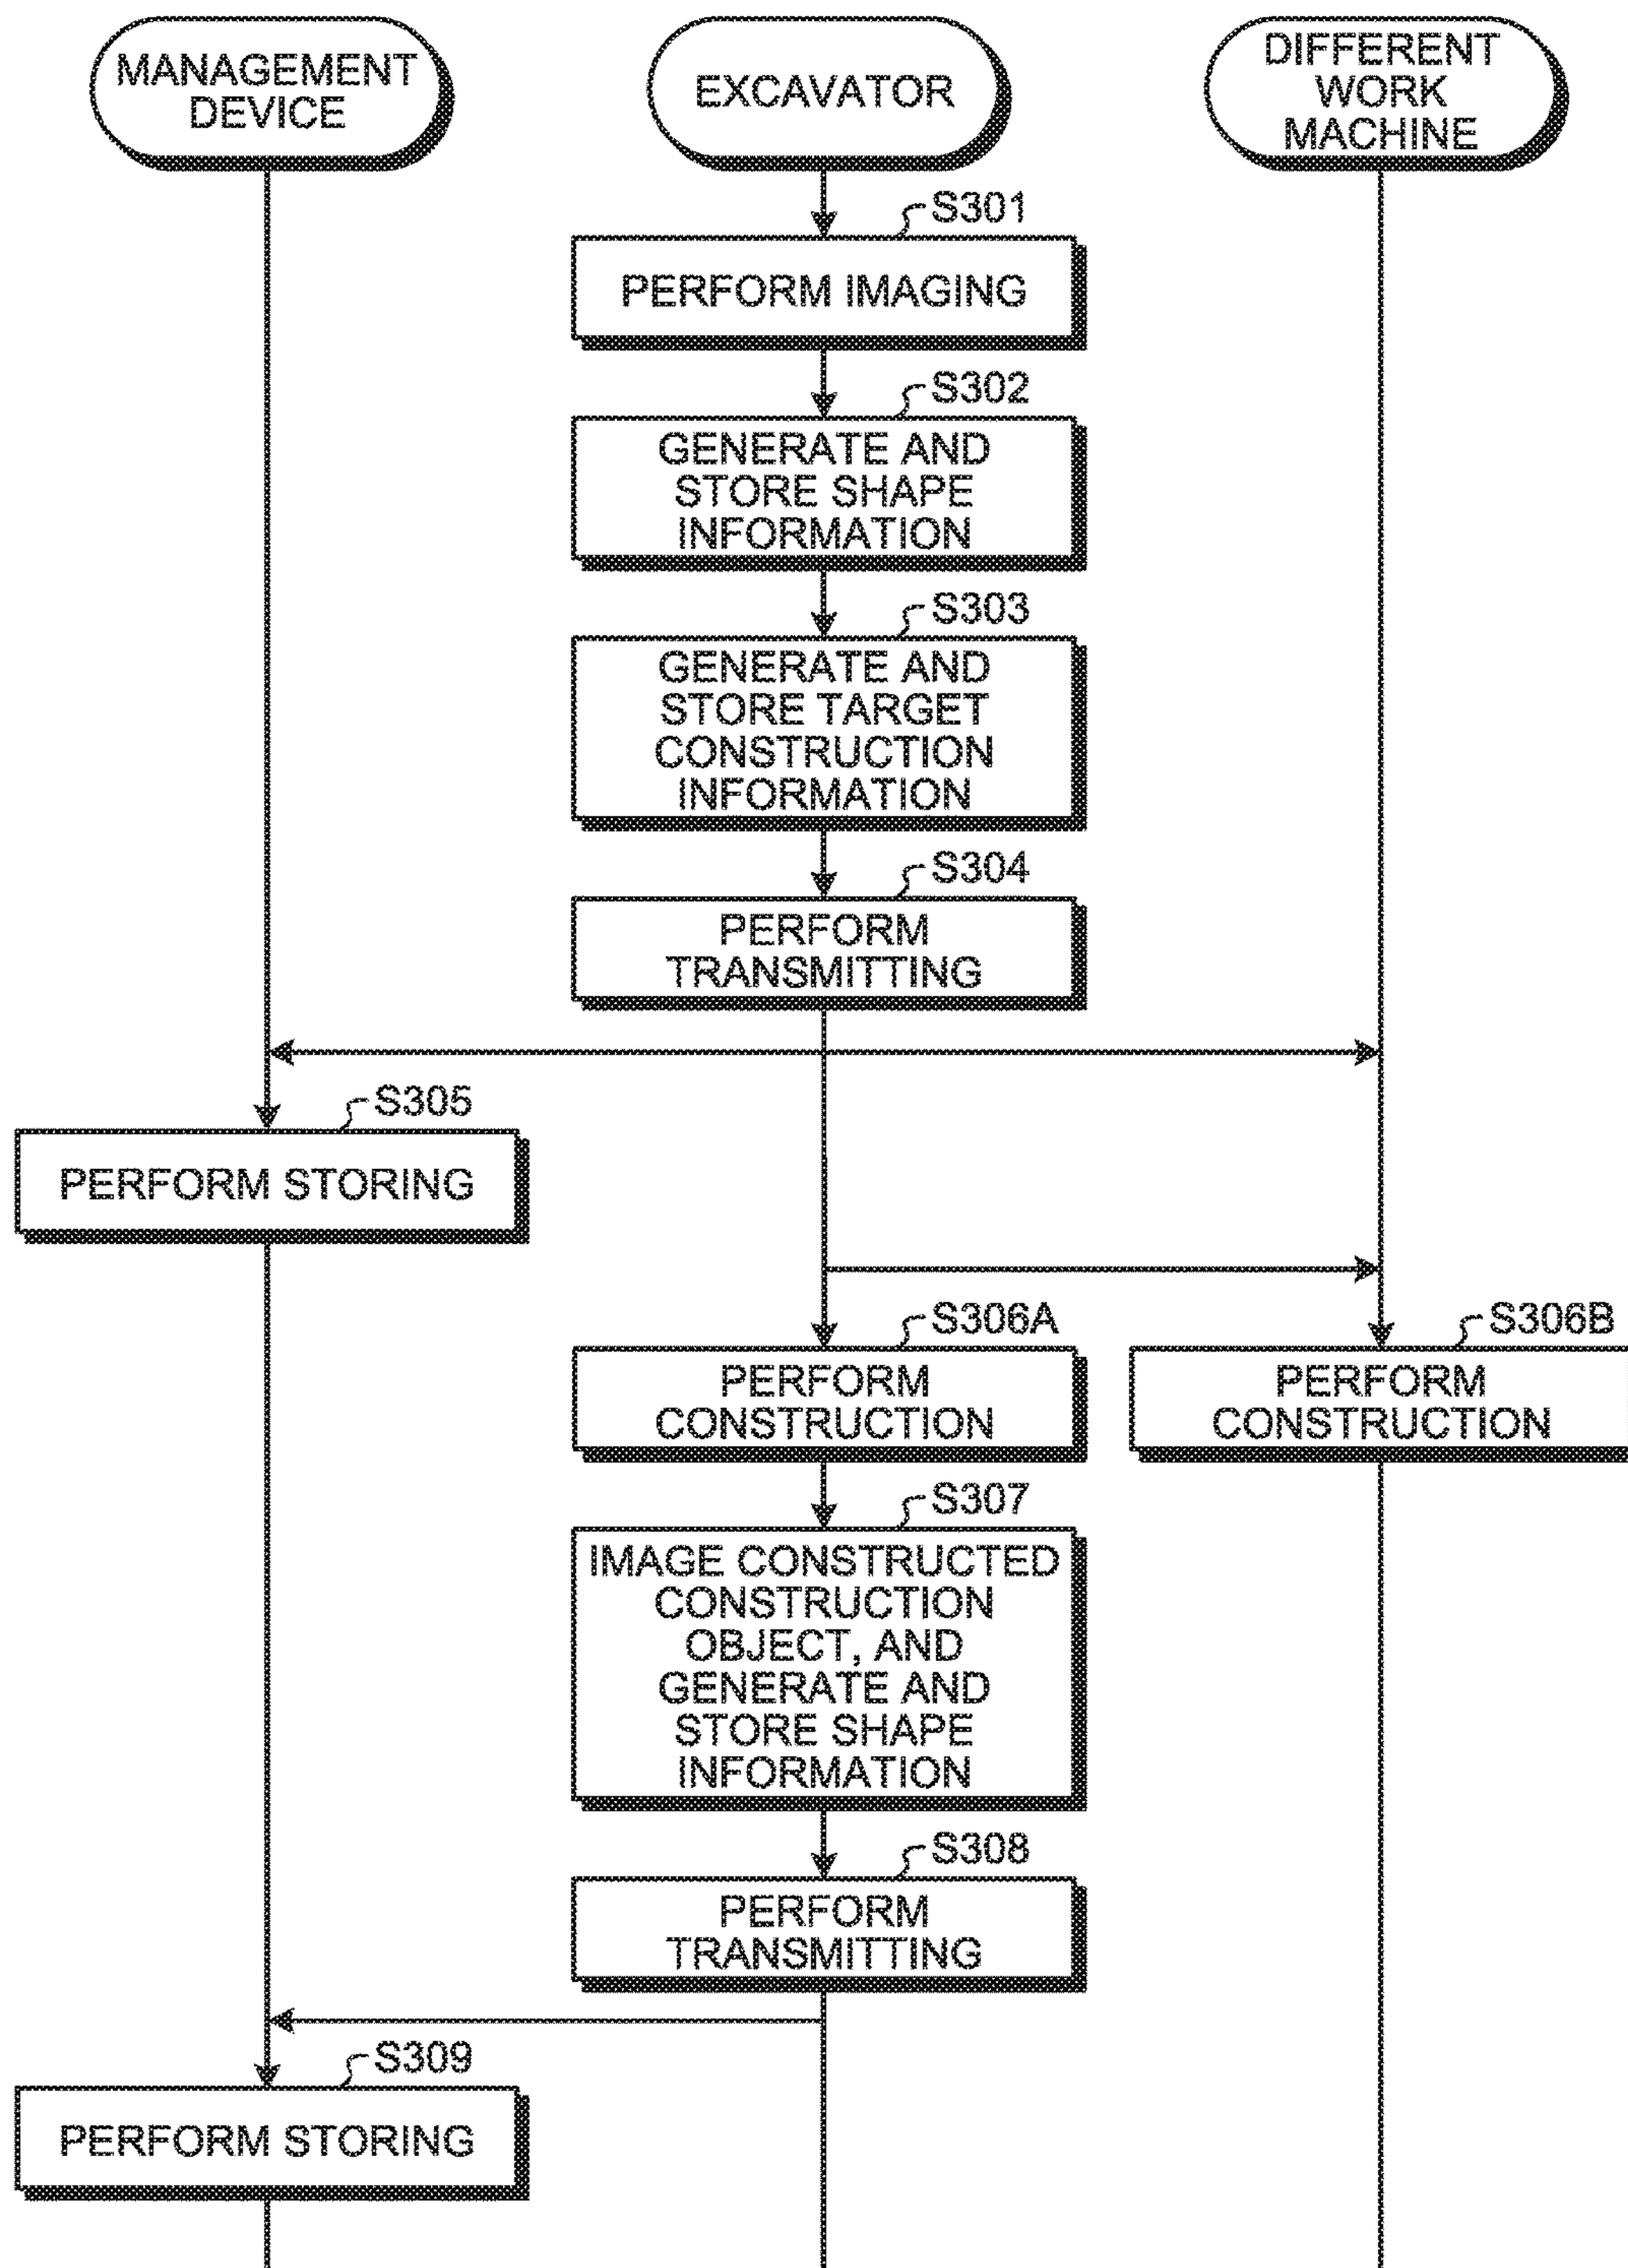 MANAGEMENT
DEVICE
EXCAVATOR
DIFFERENT
WORK
MACHINE
S301
PERFORM IMAGING
S302
GENERATE AND
STORE SHAPE
INFORMATION
S303
GENERATE AND
STORE TARGET
CONSTRUCTION
INFORMATION
S304
PERFORM
TRANSMITTING
S305
PERFORM STORING
S306A
PERFORM
CONSTRUCTION
S306B
PERFORM
CONSTRUCTION
S307
IMAGE CONSTRUCTED
CONSTRUCTION
OBJECT, AND
GENERATE AND
STORE SHAPE
INFORMATION
S308
PERFORM
TRANSMITTING
S309
PERFORM STORING